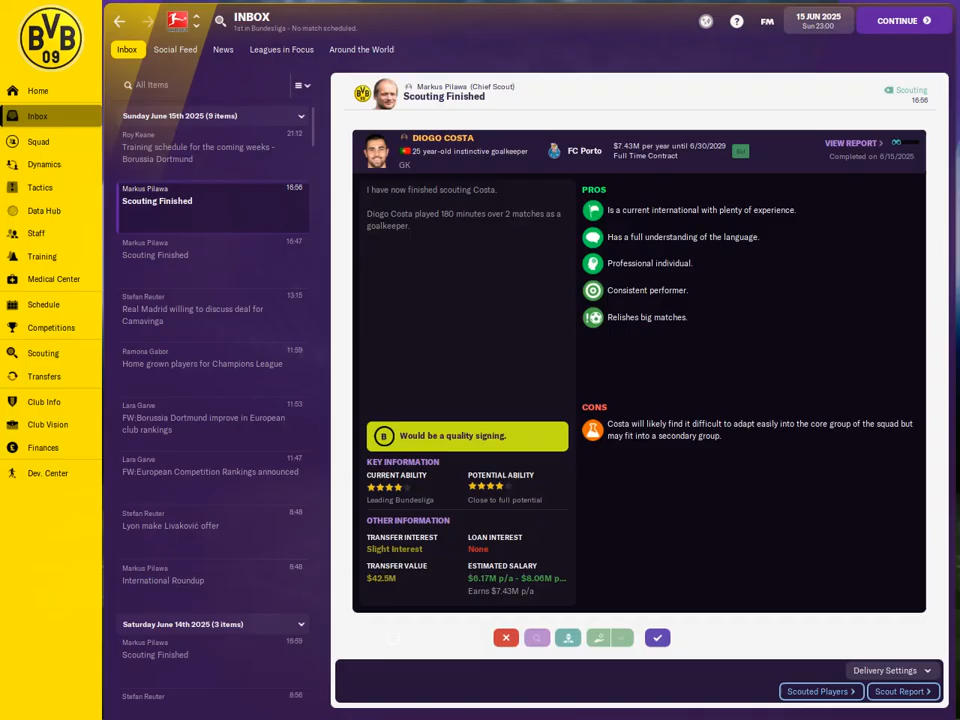 BVB
09
INBOX
1st in Bundesliga - No match scheduled.
?
FM
15 JUN 2025
Sun 23:00
CONTINUE
Inbox
Social Feed
News
Leagues in Focus
Around the World
Home
Inbox
Squad
Dynamics
Tactics
Data Hub
Staff
Training
Medical Center
Schedule
Competitions
Scouting
Transfers
Club Info
Club Vision
Finances
Dev. Center
All Items
Sunday June 15th 2025 (9 items)
Roy Keane
21:12
Training schedule for the coming weeks -
Borussia Dortmund
Markus Pilawa
16:56
Scouting Finished
Markus Pilawa
16:47
Scouting Finished
Stefan Reuter
13:15
Real Madrid willing to discuss deal for
Camavinga
Ramona Gabor
11:59
Home grown players for Champions League
Lara Garve
11:53
FW:Borussia Dortmund improve in European
club rankings
Lara Garve
11:47
FW:European Competition Rankings announced
Stefan Reuter
8:48
Lyon make Livaković offer
Markus Pilawa
8:48
International Roundup
Saturday June 14th 2025 (3 items)
Markus Pilawa
16:59
Scouting Finished
Stefan Reuter
8:56
Markus Pilawa (Chief Scout)
Scouting Finished
Scouting
16:56
DIOGO COSTA
25 year-old instinctive goalkeeper
GK
FC Porto
$7.43M per year until 6/30/2029
Full Time Contract
VIEW REPORT >
Completed on 6/15/2025
I have now finished scouting Costa.
Diogo Costa played 180 minutes over 2 matches as a
goalkeeper.
B
Would be a quality signing.
KEY INFORMATION
CURRENT ABILITY
POTENTIAL ABILITY
Leading Bundesliga
Close to full potential
OTHER INFORMATION
TRANSFER INTEREST
LOAN INTEREST
Slight Interest
None
TRANSFER VALUE
ESTIMATED SALARY
$42.5M
$6.17M p/a - $8.06M p...
Earns $7.43M p/a
PROS
Is a current international with plenty of experience.
Has a full understanding of the language.
Professional individual.
Consistent performer.
Relishes big matches.
CONS
Costa will likely find it difficult to adapt easily into the core group of the squad but
may fit into a secondary group.
Delivery Settings
Scouted Players >
Scout Report >